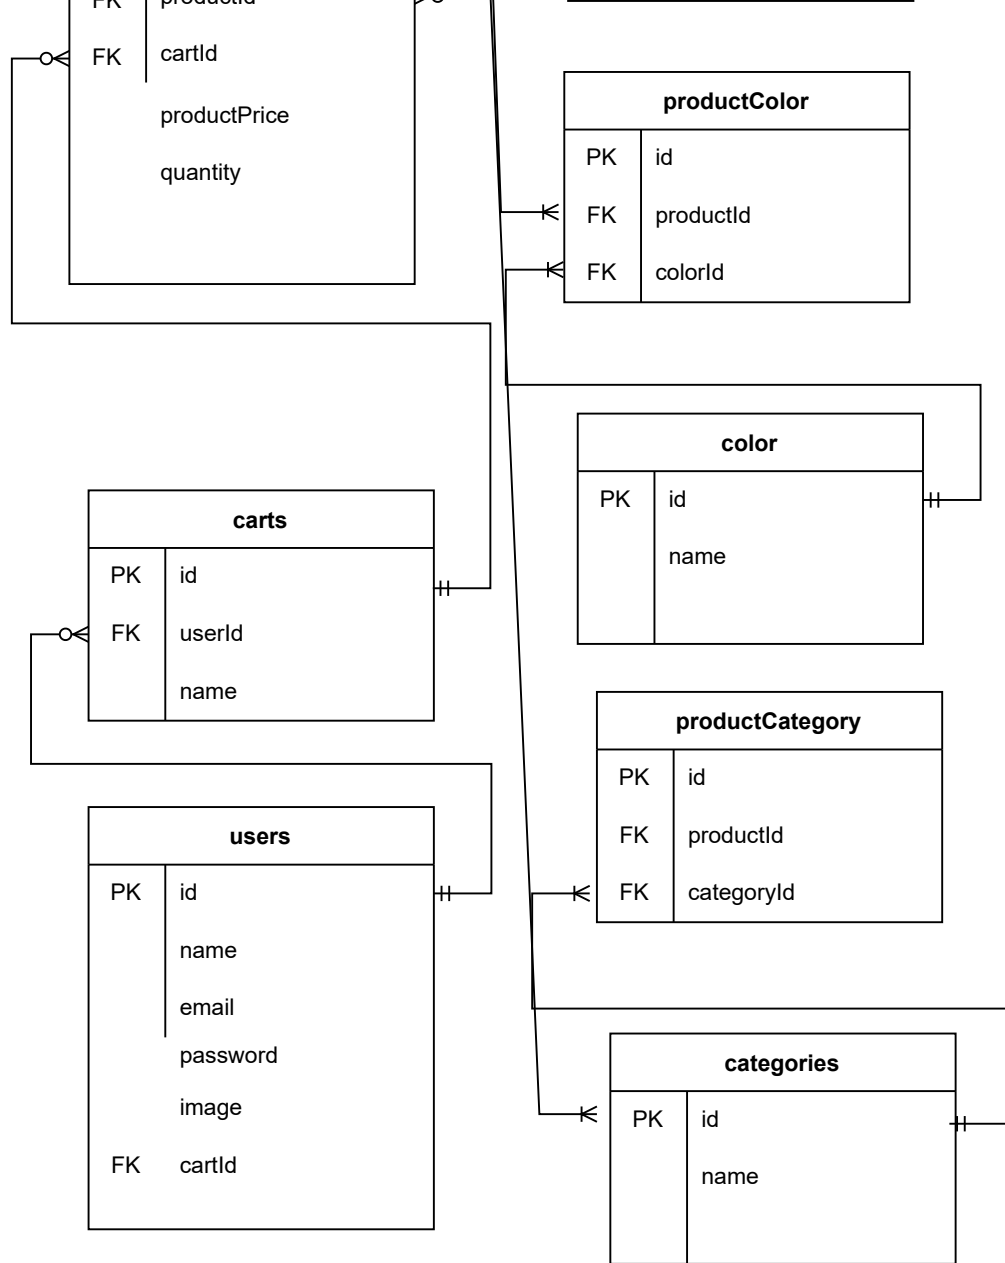 FK productId
FK cartId
productPrice
quantity
productColor
PK id
FK productId
FK colorId
color
PK id
name
carts
PK id
FK userId
name
productCategory
PK id
FK productId
FK categoryId
users
PK id
name
email
password
image
FK cartId
categories
PK id
name